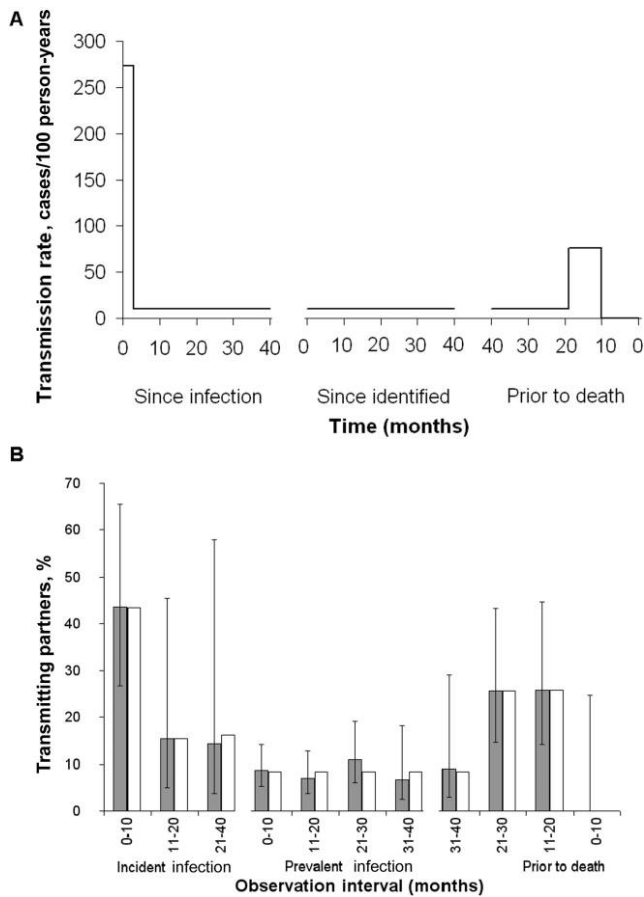 A
Transmission rate, cases/100 person-years
300
250
200
150
100
50
0
0 10 20 30 40 0 10 20 30 40 40 30 20 10 0
Since infection Since identified Prior to death
Time (months)
B
Transmitting partners, %
70
60
50
40
30
20
10
0
0-10 11-20 21-40 0-10 11-20 21-30 31-40 31-40 21-30 11-20 0-10
Incident infection Prevalent infection Prior to death
Observation interval (months)